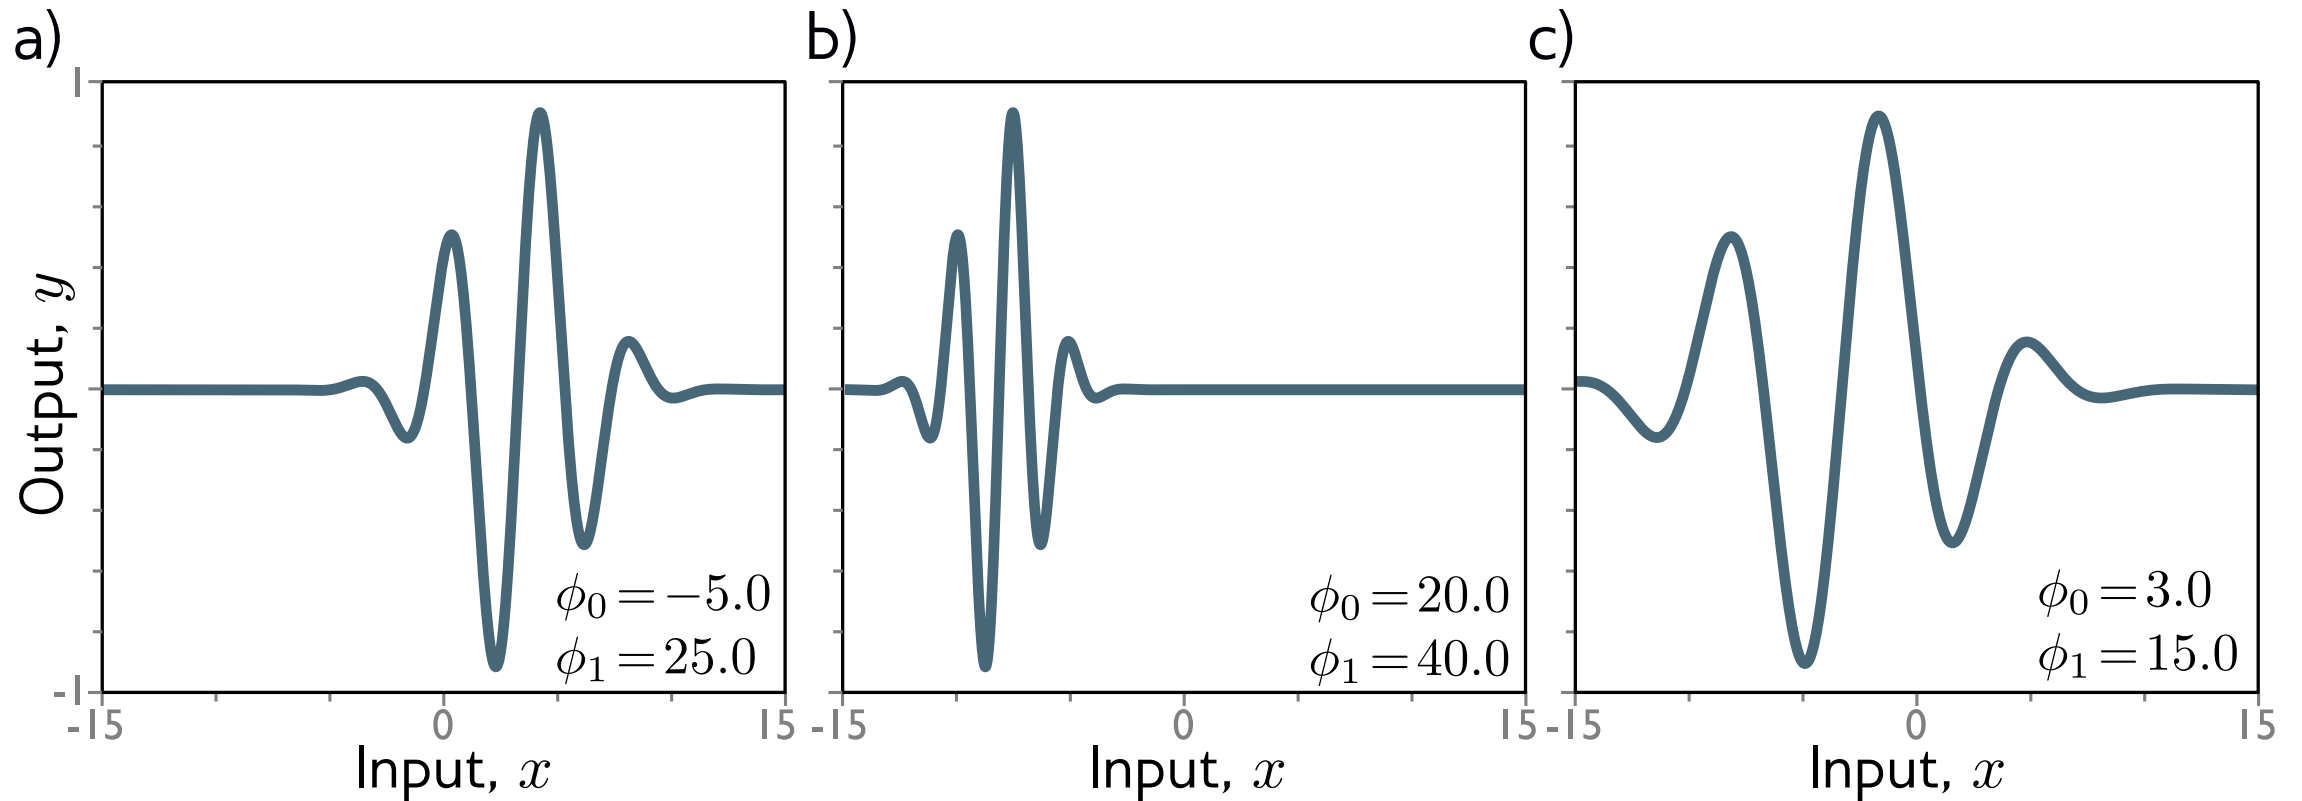 a)
b)
c)
1
-1
Output, y
ϕ₀ = −5.0
ϕ₁ = 25.0
ϕ₀ = 20.0
ϕ₁ = 40.0
ϕ₀ = 3.0
ϕ₁ = 15.0
-15 0 15
-15 0 15
-15 0 15
Input, x
Input, x
Input, x